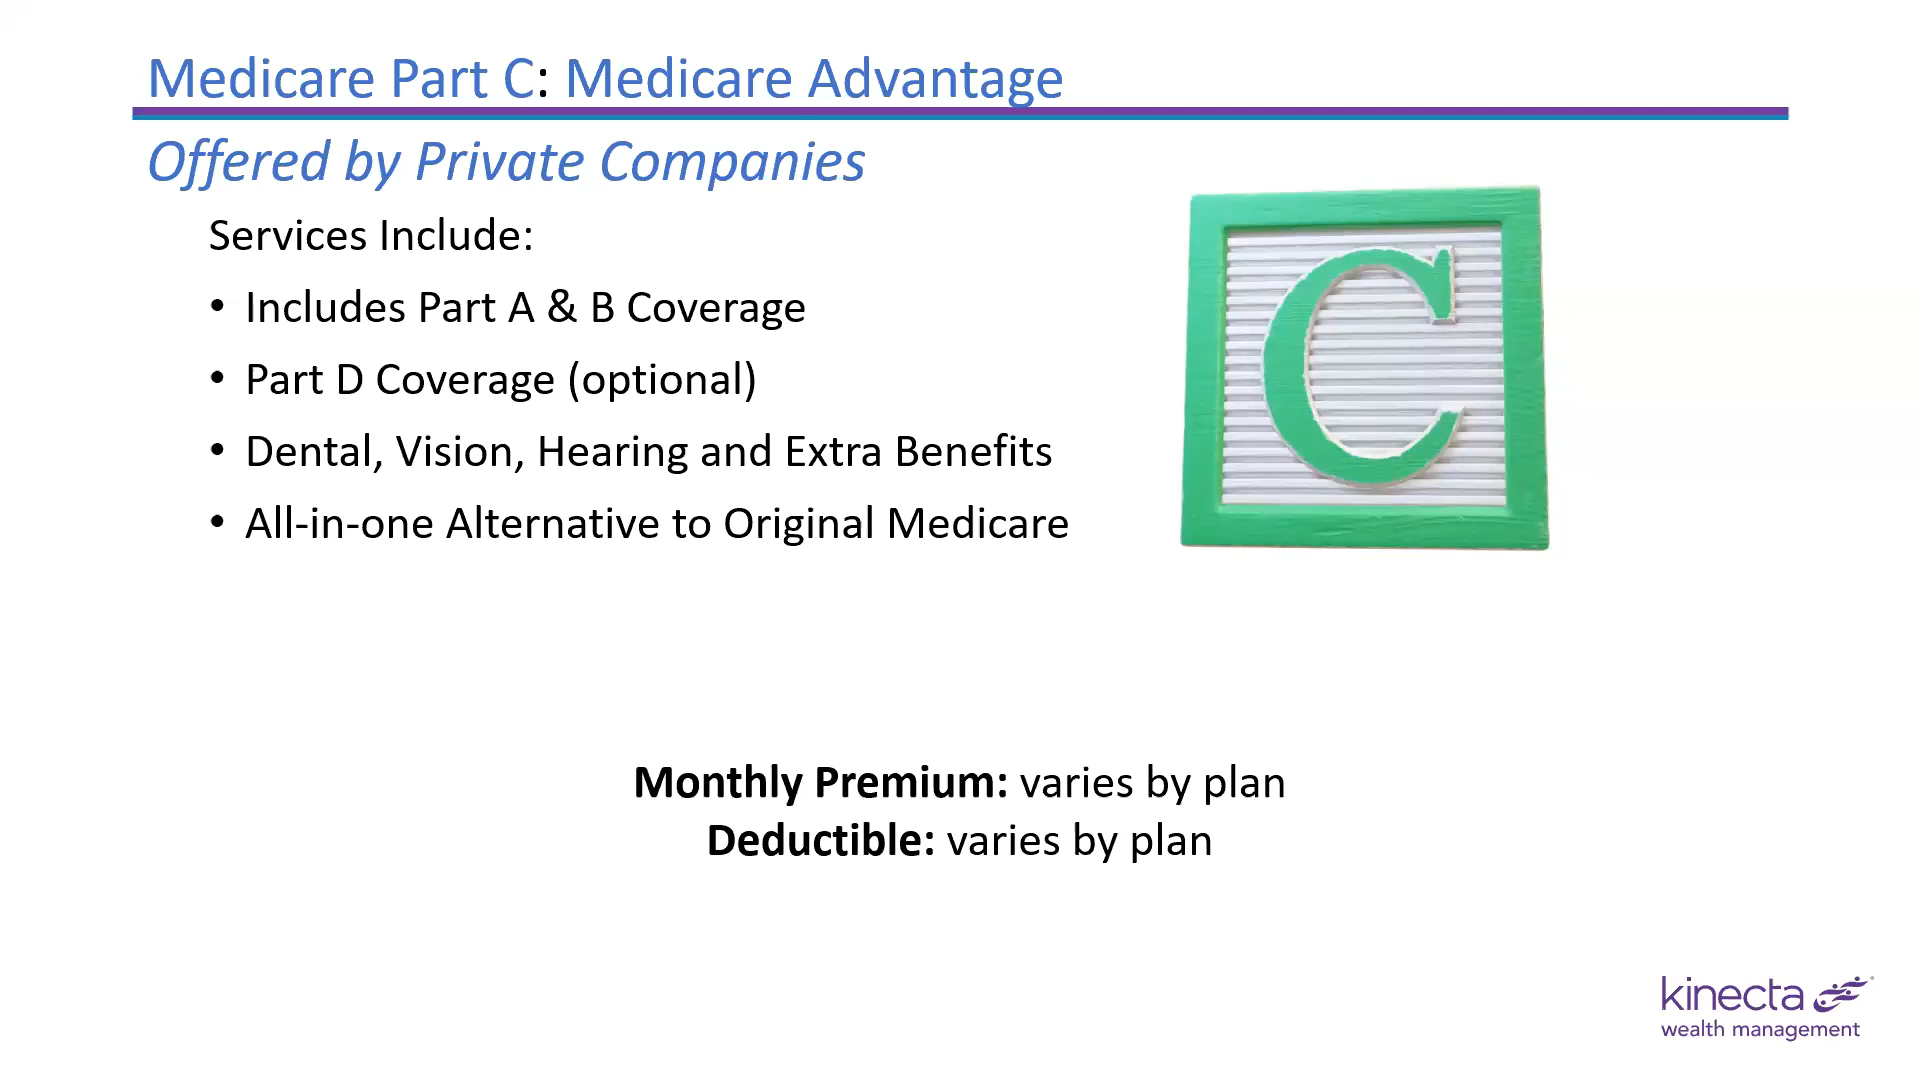 Medicare Part C: Medicare Advantage
Offered by Private Companies
Services Include:
• Includes Part A & B Coverage
• Part D Coverage (optional)
• Dental, Vision, Hearing and Extra Benefits
• All-in-one Alternative to Original Medicare
C
Monthly Premium: varies by plan
Deductible: varies by plan
kinecta
wealth management